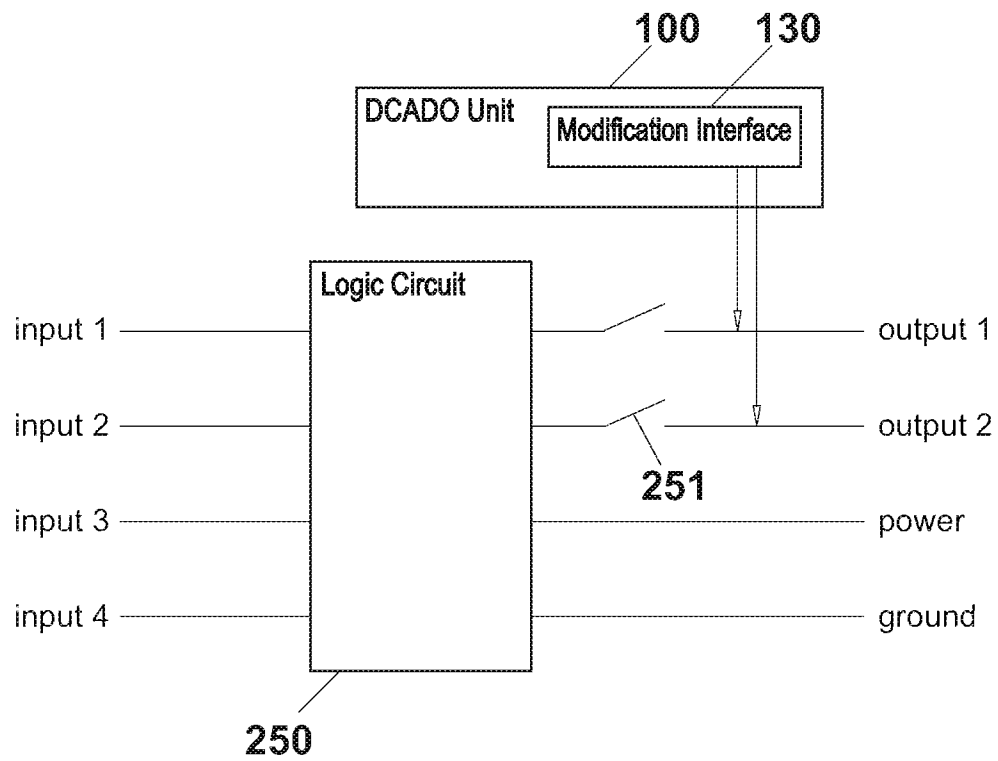 100
130
DCADO Unit
Modification Interface
Logic Circuit
input 1
output 1
input 2
output 2
251
input 3
power
input 4
ground
250